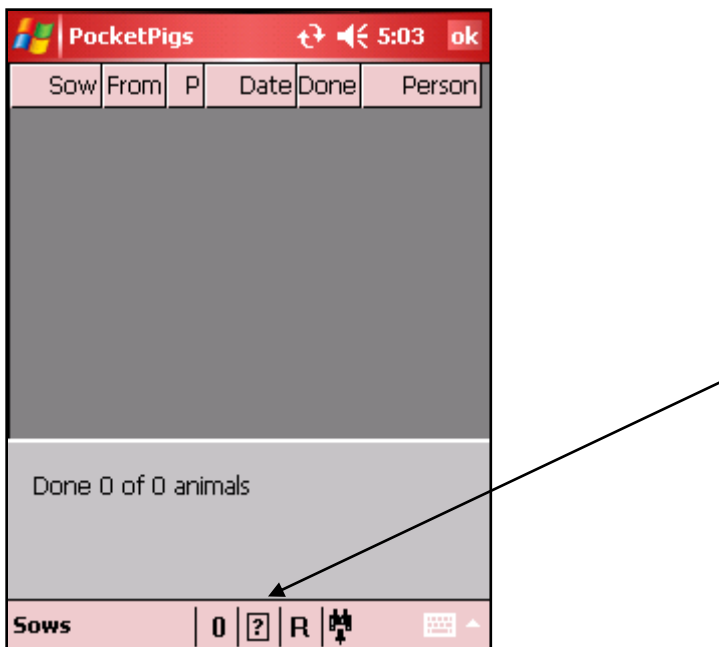 PocketPigs 5:03 ok
Sow From P Date Done Person
Done 0 of 0 animals
Sows 0 ? R